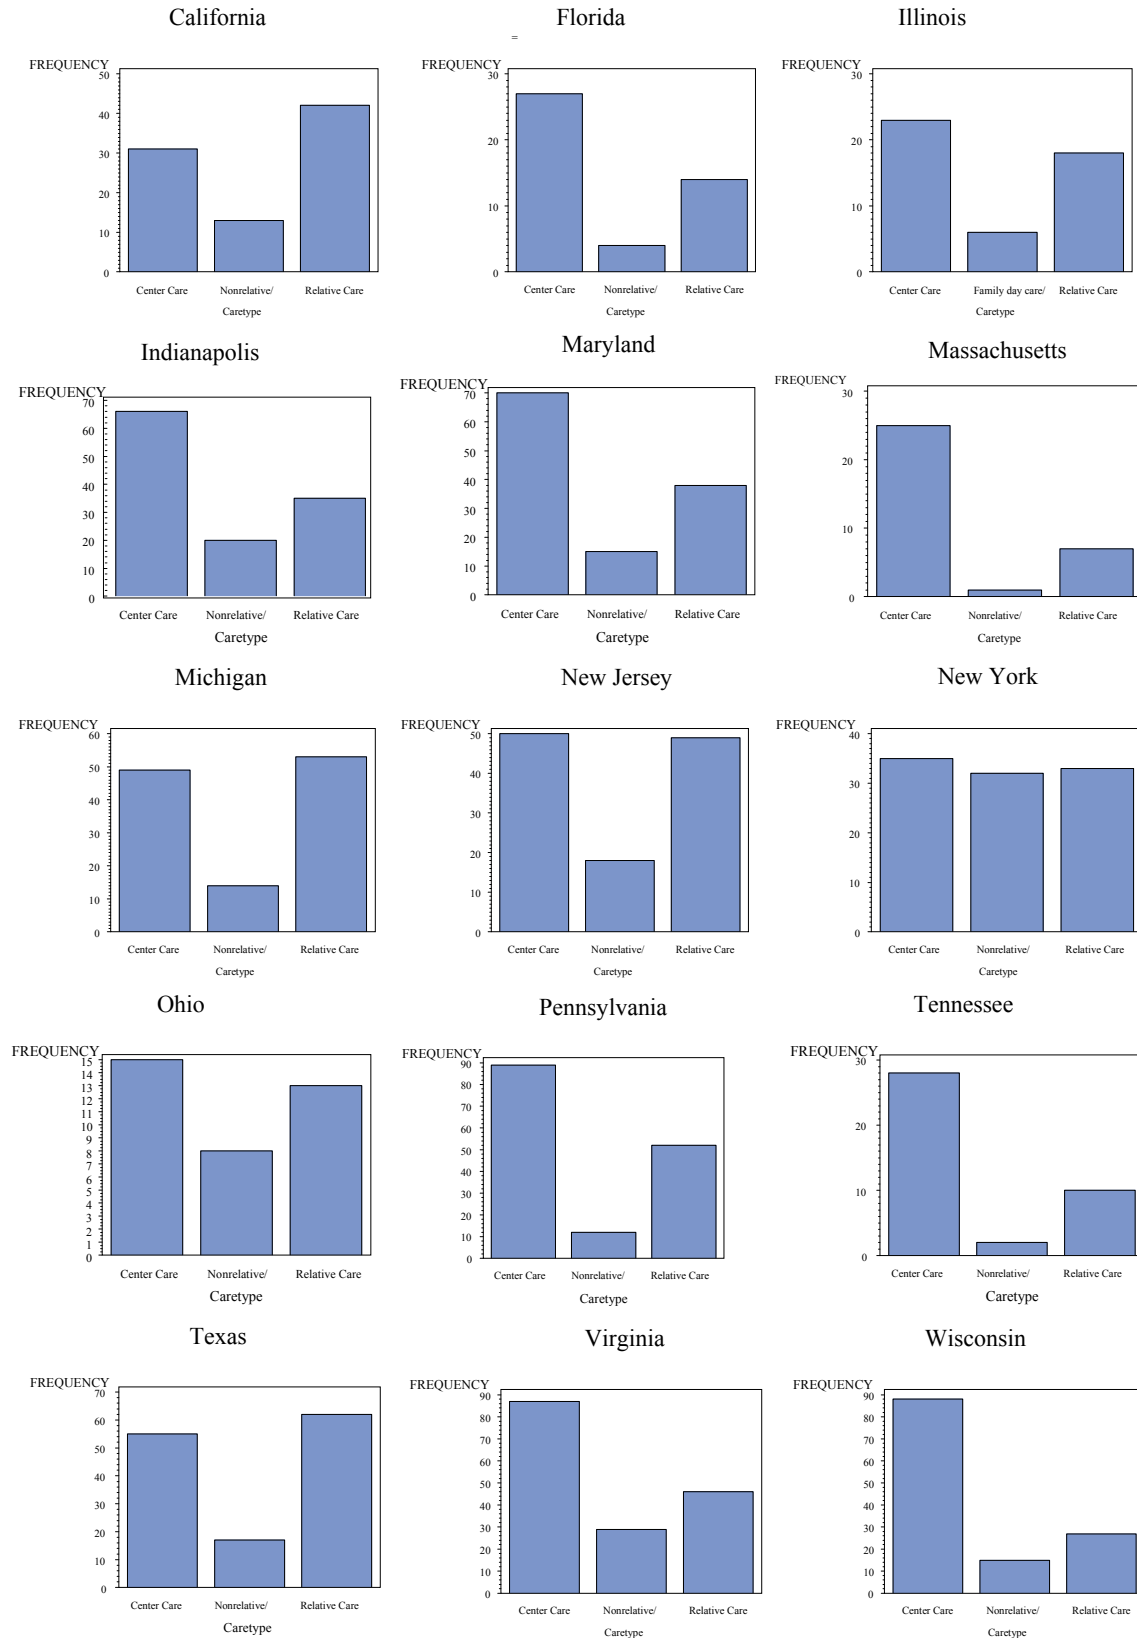 California
FREQUENCY
50
40
30
20
10
0
Center Care
Nonrelative/
Relative Care
Caretype
Florida
=
FREQUENCY
30
20
10
0
Center Care
Nonrelative/
Relative Care
Caretype
Illinois
FREQUENCY
30
20
10
0
Center Care
Family day care/
Relative Care
Caretype
Indianapolis
FREQUENCY
70
60
50
40
30
20
10
0
Center Care
Nonrelative/
Relative Care
Caretype
Maryland
FREQUENCY
70
60
50
40
30
20
10
0
Center Care
Nonrelative/
Relative Care
Caretype
Massachusetts
FREQUENCY
30
20
10
0
Center Care
Nonrelative/
Relative Care
Caretype
Michigan
FREQUENCY
60
50
40
30
20
10
0
Center Care
Nonrelative/
Relative Care
Caretype
New Jersey
FREQUENCY
50
40
30
20
10
0
Center Care
Nonrelative/
Relative Care
Caretype
New York
FREQUENCY
40
30
20
10
0
Center Care
Nonrelative/
Relative Care
Caretype
Ohio
FREQUENCY
15
14
13
12
11
10
9
8
7
6
5
4
3
2
1
0
Center Care
Nonrelative/
Relative Care
Caretype
Pennsylvania
FREQUENCY
90
80
70
60
50
40
30
20
10
0
Center Care
Nonrelative/
Relative Care
Caretype
Tennessee
FREQUENCY
30
20
10
0
Center Care
Nonrelative/
Relative Care
Caretype
Texas
FREQUENCY
70
60
50
40
30
20
10
0
Center Care
Nonrelative/
Relative Care
Caretype
Virginia
FREQUENCY
90
80
70
60
50
40
30
20
10
0
Center Care
Nonrelative/
Relative Care
Caretype
Wisconsin
FREQUENCY
90
80
70
60
50
40
30
20
10
0
Center Care
Nonrelative/
Relative Care
Caretype